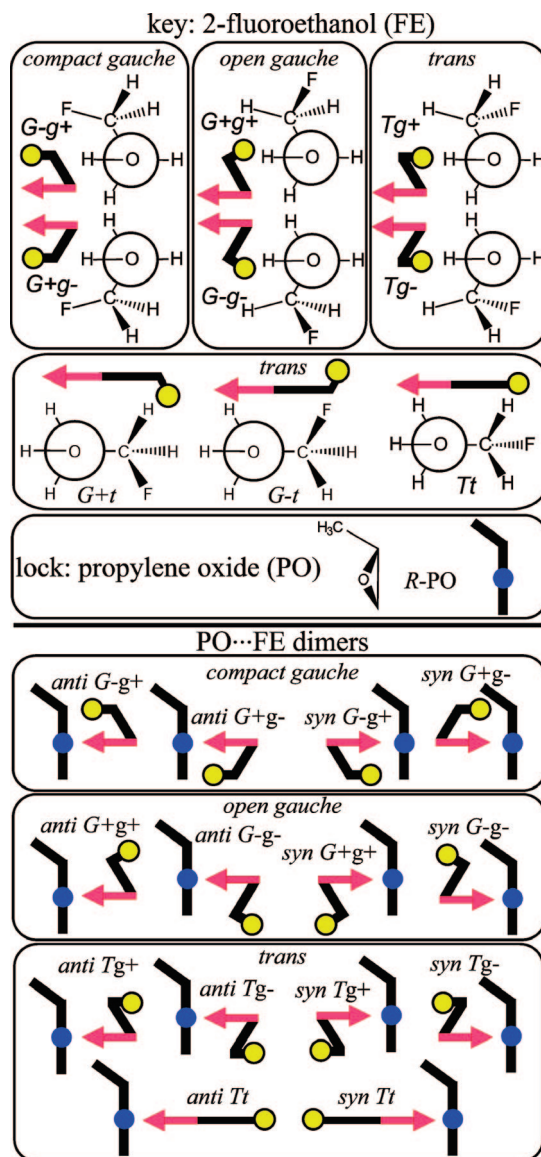 key: 2-fluoroethanol (FE)
compact gauche
open gauche
trans
G-g+
H
F
H
H
O
H
H
G+g-
H
H
O
H
F
H
H
G+g+
F
H
H
H
O
H
H
G-g-
H
H
O
H
H
H
F
Tg+
H
F
H
H
O
H
H
Tg-
H
H
O
H
F
H
H
trans
H
H
H
O
C
H
H
F
G+t
H
F
H
O
C
H
H
H
G-t
H
H
H
O
C
F
H
H
Tt
lock: propylene oxide (PO)
H₃C
O
R-PO
PO···FE dimers
compact gauche
anti G-g+
anti G+g-
syn G-g+
syn G+g-
open gauche
anti G+g+
anti G-g-
syn G+g+
syn G-g-
trans
anti Tg+
anti Tg-
syn Tg+
syn Tg-
anti Tt
syn Tt